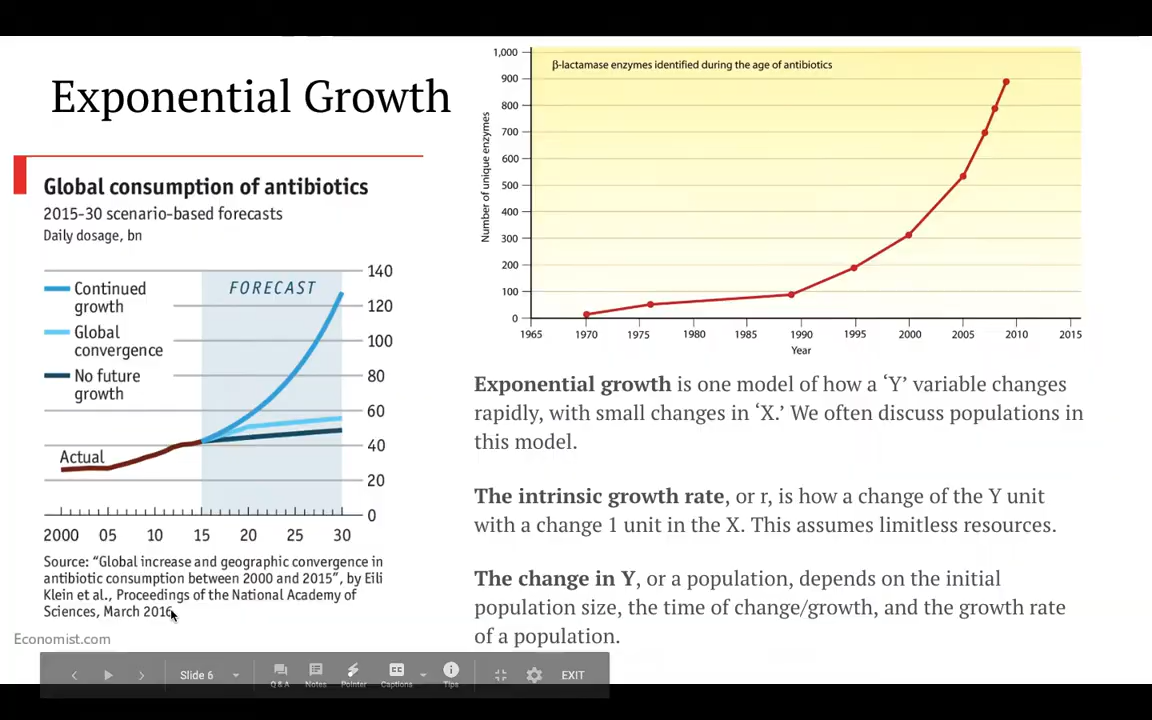 Exponential Growth
Global consumption of antibiotics
2015-30 scenario-based forecasts
Daily dosage, bn
Continued
growth
Global
convergence
No future
growth
FORECAST
Actual
140
120
100
80
60
40
20
0
2000 05 10 15 20 25 30
Source: “Global increase and geographic convergence in
antibiotic consumption between 2000 and 2015”, by Eili
Klein et al., Proceedings of the National Academy of
Sciences, March 2016
Economist.com
β-lactamase enzymes identified during the age of antibiotics
Number of unique enzymes
1,000
900
800
700
600
500
400
300
200
100
0
1965 1970 1975 1980 1985 1990 1995 2000 2005 2010 2015
Year
Exponential growth is one model of how a ‘Y’ variable changes
rapidly, with small changes in ‘X.’ We often discuss populations in
this model.
The intrinsic growth rate, or r, is how a change of the Y unit
with a change 1 unit in the X. This assumes limitless resources.
The change in Y, or a population, depends on the initial
population size, the time of change/growth, and the growth rate
of a population.
Slide 6
Q&A
Notes
Pointer
Captions
Tips
EXIT